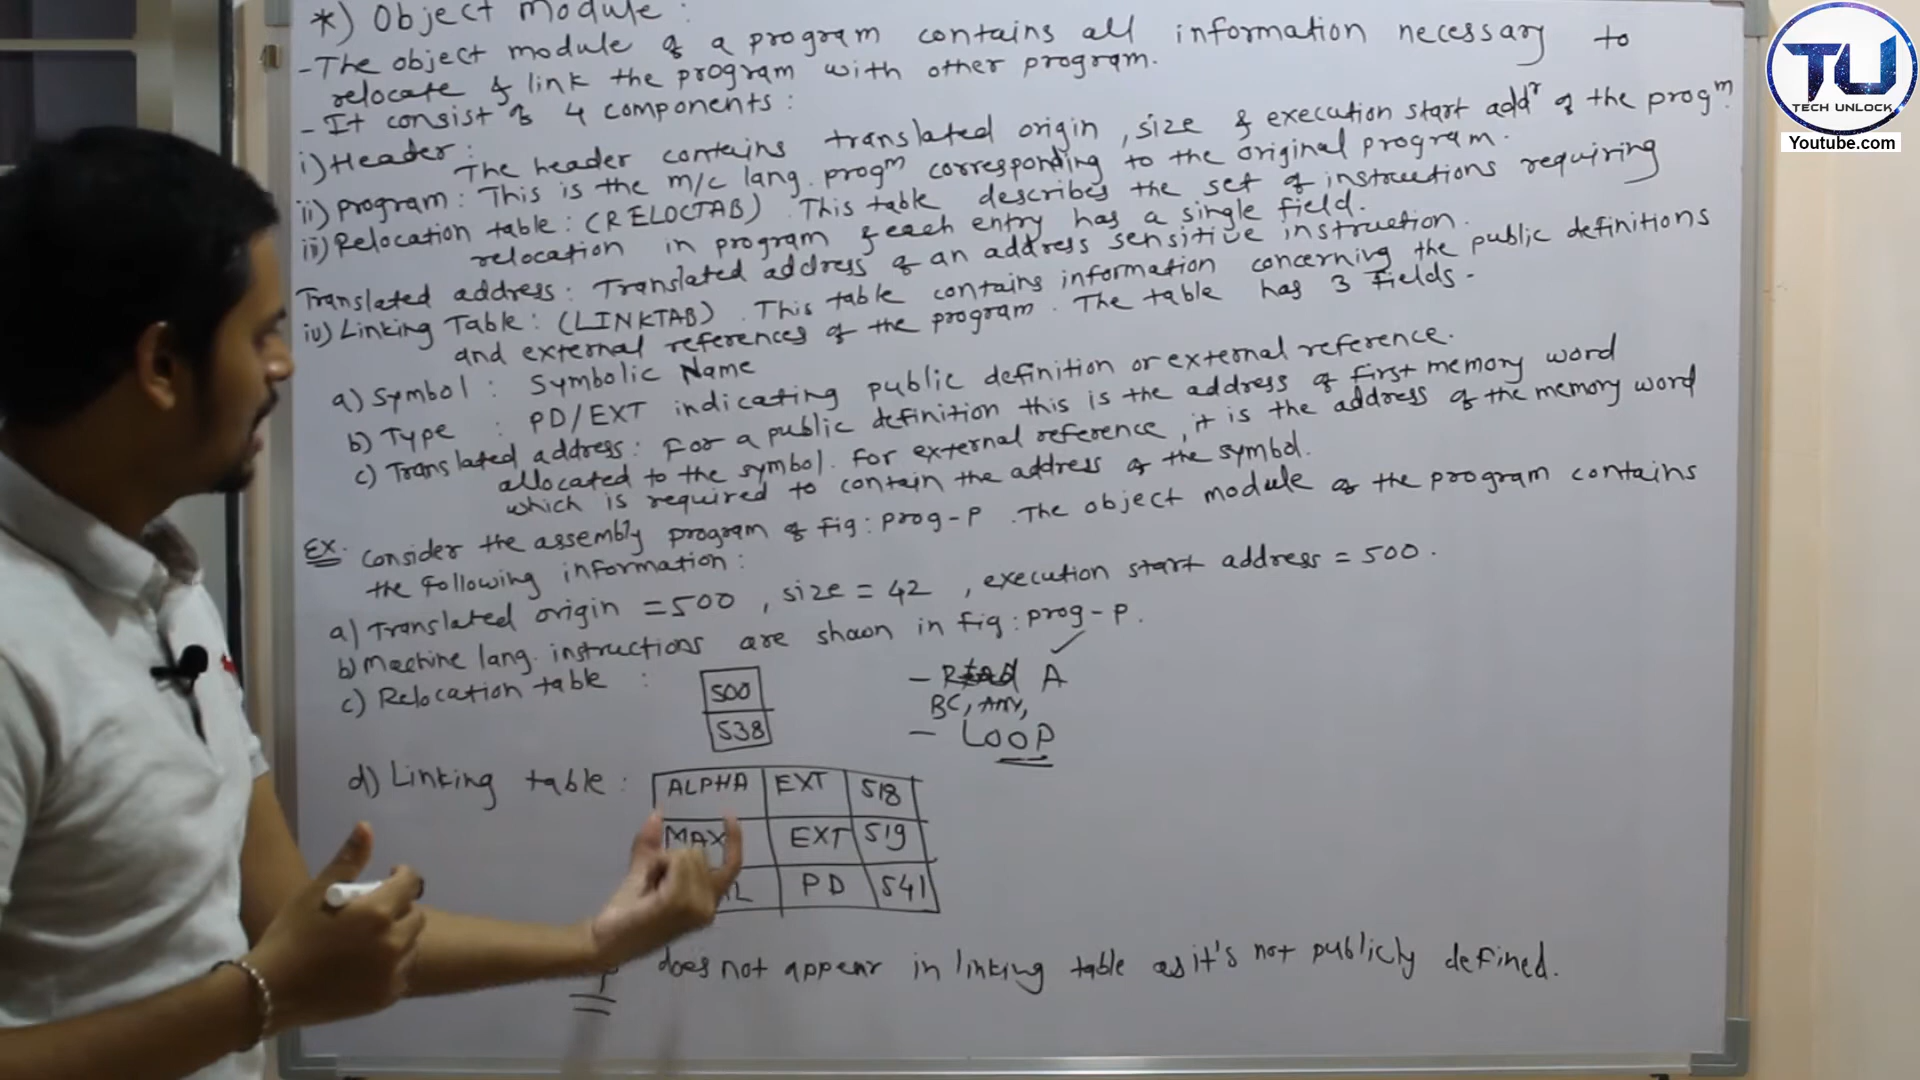 *) Object Module :
- The object module of a program contains all information necessary to
relocate & link the program with other program.
- It consist of 4 components :
i) Header :
The header contains translated origin, size & execution start addr of the progm.
ii) Program : This is the m/c lang. progm corresponding to the original program.
iii) Relocation table : (RELOCTAB). This table describes the set of instructions requiring
relocation in program & each entry has a single field.
Translated address : Translated address of an address sensitive instruction.
iv) Linking Table : (LINKTAB). This table contains information concerning the public definitions
and external references of the program. The table has 3 fields.
a) Symbol : Symbolic Name
b) Type : PD/EXT indicating public definition or external reference.
c) Translated address : For a public definition this is the address of first memory word
allocated to the symbol. For external reference, it is the address of the memory word
which is required to contain the address of the symbol.
Ex. Consider the assembly program of fig : prog-P. The object module of the program contains
the following information :
a) Translated origin = 500, size = 42, execution start address = 500.
b) Machine lang. instructions are shown in fig : prog-P.
c) Relocation table :
500
538
- Read A
BC, ANY,
- LOOP
d) Linking table :
ALPHA EXT 518
MAX EXT 519
PD 541
does not appear in linking table as it's not publicly defined.
TU
TECH UNLOCK
Youtube.com